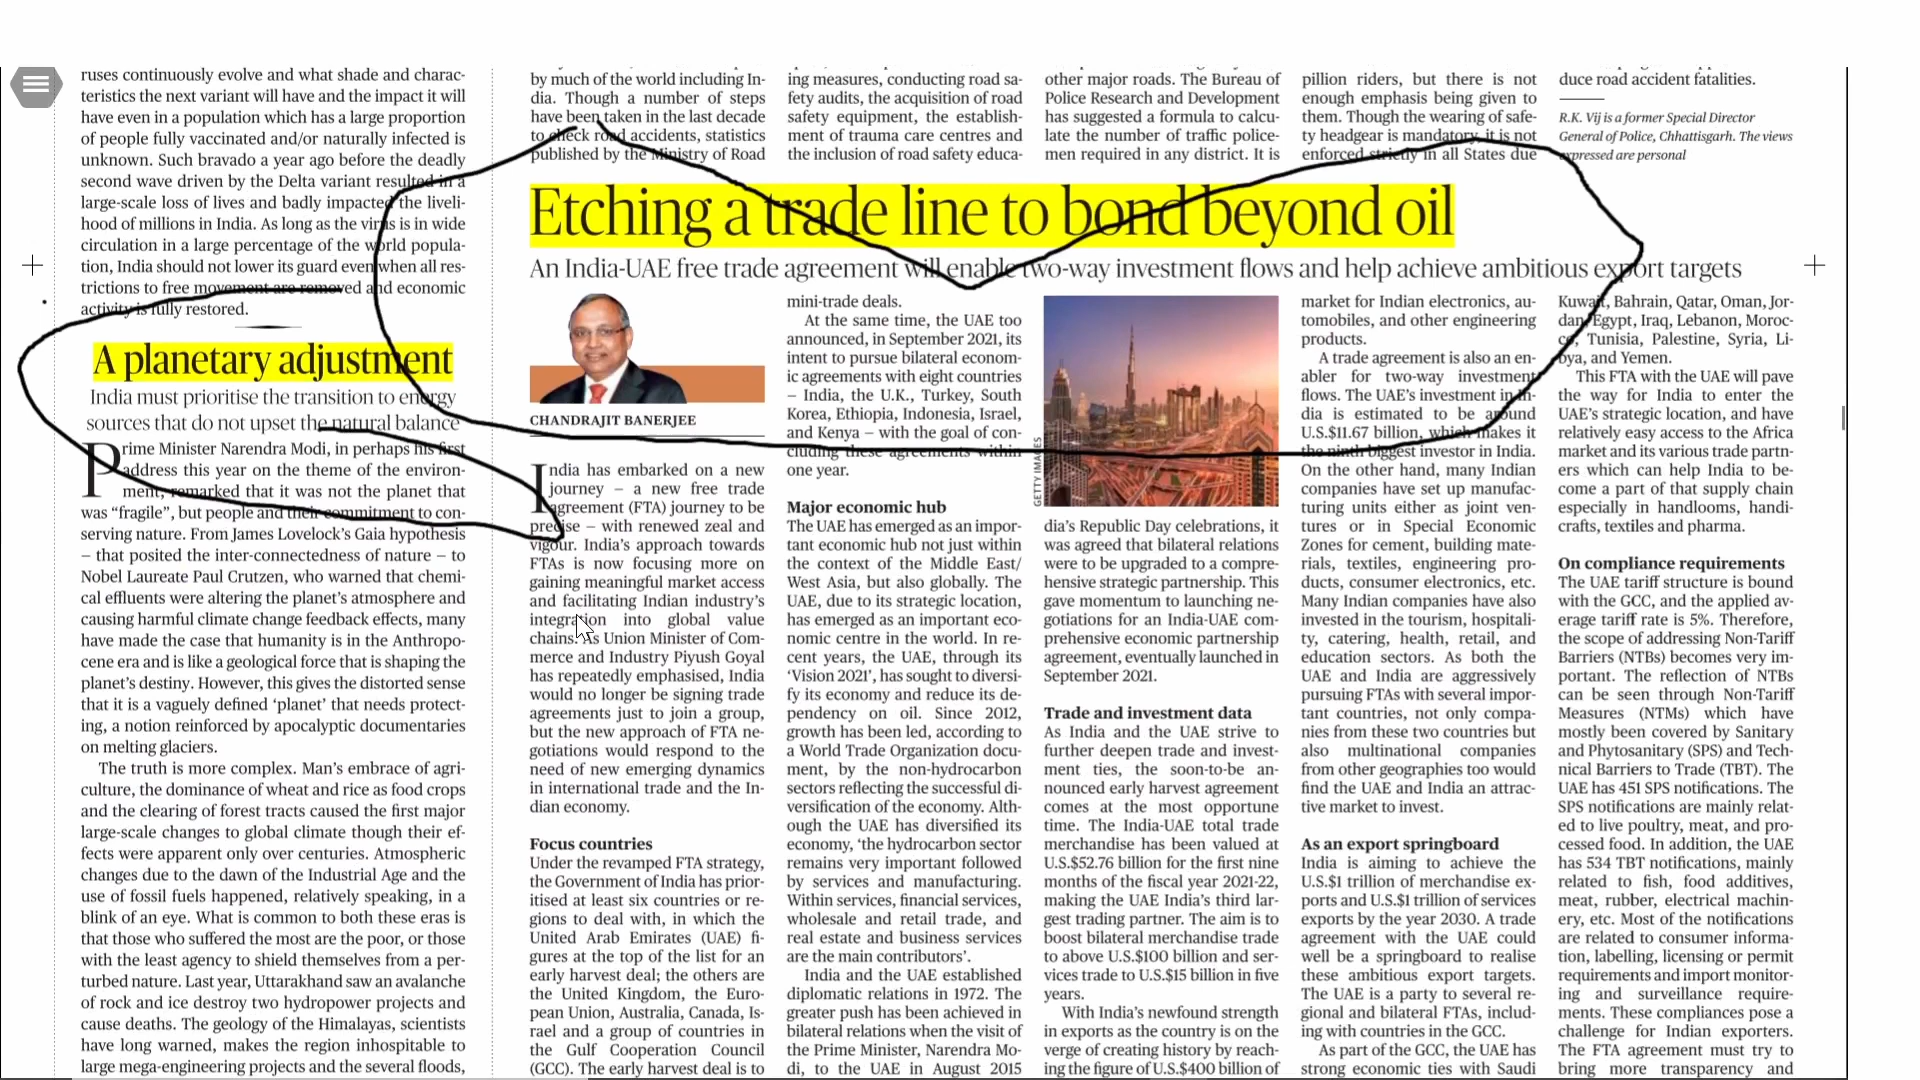 ruses continuously evolve and what shade and charac-
teristics the next variant will have and the impact it will
have even in a population which has a large proportion
of people fully vaccinated and/or naturally infected is
unknown. Such bravado a year ago before the deadly
second wave driven by the Delta variant resulted in a
large-scale loss of lives and badly impacted the liveli-
hood of millions in India. As long as the virus is in wide
circulation in a large percentage of the world popula-
tion, India should not lower its guard even when all res-
trictions to free movement are removed and economic
activity is fully restored.
A planetary adjustment
India must prioritise the transition to energy
sources that do not upset the natural balance
Prime Minister Narendra Modi, in perhaps his first
address this year on the theme of the environ-
ment, remarked that it was not the planet that
was “fragile”, but people and their commitment to con-
serving nature. From James Lovelock’s Gaia hypothesis
– that posited the inter-connectedness of nature – to
Nobel Laureate Paul Crutzen, who warned that chemi-
cal effluents were altering the planet’s atmosphere and
causing harmful climate change feedback effects, many
have made the case that humanity is in the Anthropo-
cene era and is like a geological force that is shaping the
planet’s destiny. However, this gives the distorted sense
that it is a vaguely defined ‘planet’ that needs protect-
ing, a notion reinforced by apocalyptic documentaries
on melting glaciers.
The truth is more complex. Man’s embrace of agri-
culture, the dominance of wheat and rice as food crops
and the clearing of forest tracts caused the first major
large-scale changes to global climate though their ef-
fects were apparent only over centuries. Atmospheric
changes due to the dawn of the Industrial Age and the
use of fossil fuels happened, relatively speaking, in a
blink of an eye. What is common to both these eras is
that those who suffered the most are the poor, or those
with the least agency to shield themselves from a per-
turbed nature. Last year, Uttarakhand saw an avalanche
of rock and ice destroy two hydropower projects and
cause deaths. The geology of the Himalayas, scientists
have long warned, makes the region inhospitable to
large mega-engineering projects and the several floods,
by much of the world including In-
dia. Though a number of steps
have been taken in the last decade
to check road accidents, statistics
published by the Ministry of Road
ing measures, conducting road sa-
fety audits, the acquisition of road
safety equipment, the establish-
ment of trauma care centres and
the inclusion of road safety educa-
other major roads. The Bureau of
Police Research and Development
has suggested a formula to calcu-
late the number of traffic police-
men required in any district. It is
pillion riders, but there is not
enough emphasis being given to
them. Though the wearing of safe-
ty headgear is mandatory, it is not
enforced strictly in all States due
duce road accident fatalities.
R.K. Vij is a former Special Director
General of Police, Chhattisgarh. The views
expressed are personal
Etching a trade line to bond beyond oil
An India-UAE free trade agreement will enable two-way investment flows and help achieve ambitious export targets
CHANDRAJIT BANERJEE
India has embarked on a new
journey – a new free trade
agreement (FTA) journey to be
precise – with renewed zeal and
vigour. India’s approach towards
FTAs is now focusing more on
gaining meaningful market access
and facilitating Indian industry’s
integration into global value
chains. As Union Minister of Com-
merce and Industry Piyush Goyal
has repeatedly emphasised, India
would no longer be signing trade
agreements just to join a group,
but the new approach of FTA ne-
gotiations would respond to the
need of new emerging dynamics
in international trade and the In-
dian economy.
Focus countries
Under the revamped FTA strategy,
the Government of India has prior-
itised at least six countries or re-
gions to deal with, in which the
United Arab Emirates (UAE) fi-
gures at the top of the list for an
early harvest deal; the others are
the United Kingdom, the Euro-
pean Union, Australia, Canada, Is-
rael and a group of countries in
the Gulf Cooperation Council
(GCC). The early harvest deal is to
mini-trade deals.
At the same time, the UAE too
announced, in September 2021, its
intent to pursue bilateral econom-
ic agreements with eight countries
– India, the U.K., Turkey, South
Korea, Ethiopia, Indonesia, Israel,
and Kenya – with the goal of con-
cluding these agreements within
one year.
Major economic hub
The UAE has emerged as an impor-
tant economic hub not just within
the context of the Middle East/
West Asia, but also globally. The
UAE, due to its strategic location,
has emerged as an important eco-
nomic centre in the world. In re-
cent years, the UAE, through its
‘Vision 2021’, has sought to diversi-
fy its economy and reduce its de-
pendency on oil. Since 2012,
growth has been led, according to
a World Trade Organization docu-
ment, by the non-hydrocarbon
sectors reflecting the successful di-
versification of the economy. Alth-
ough the UAE has diversified its
economy, ‘the hydrocarbon sector
remains very important followed
by services and manufacturing.
Within services, financial services,
wholesale and retail trade, and
real estate and business services
are the main contributors’.
India and the UAE established
diplomatic relations in 1972. The
greater push has been achieved in
bilateral relations when the visit of
the Prime Minister, Narendra Mo-
di, to the UAE in August 2015
GETTY IMAGES
dia’s Republic Day celebrations, it
was agreed that bilateral relations
were to be upgraded to a compre-
hensive strategic partnership. This
gave momentum to launching ne-
gotiations for an India-UAE com-
prehensive economic partnership
agreement, eventually launched in
September 2021.
Trade and investment data
As India and the UAE strive to
further deepen trade and invest-
ment ties, the soon-to-be an-
nounced early harvest agreement
comes at the most opportune
time. The India-UAE total trade
merchandise has been valued at
U.S.$52.76 billion for the first nine
months of the fiscal year 2021-22,
making the UAE India’s third lar-
gest trading partner. The aim is to
boost bilateral merchandise trade
to above U.S.$100 billion and ser-
vices trade to U.S.$15 billion in five
years.
With India’s newfound strength
in exports as the country is on the
verge of creating history by reach-
ing the figure of U.S.$400 billion of
market for Indian electronics, au-
tomobiles, and other engineering
products.
A trade agreement is also an en-
abler for two-way investment
flows. The UAE’s investment in In-
dia is estimated to be around
U.S.$11.67 billion, which makes it
the ninth biggest investor in India.
On the other hand, many Indian
companies have set up manufac-
turing units either as joint ven-
tures or in Special Economic
Zones for cement, building mate-
rials, textiles, engineering pro-
ducts, consumer electronics, etc.
Many Indian companies have also
invested in the tourism, hospitali-
ty, catering, health, retail, and
education sectors. As both the
UAE and India are aggressively
pursuing FTAs with several impor-
tant countries, not only compa-
nies from these two countries but
also multinational companies
from other geographies too would
find the UAE and India an attrac-
tive market to invest.
As an export springboard
India is aiming to achieve the
U.S.$1 trillion of merchandise ex-
ports and U.S.$1 trillion of services
exports by the year 2030. A trade
agreement with the UAE could
well be a springboard to realise
these ambitious export targets.
The UAE is a party to several re-
gional and bilateral FTAs, includ-
ing with countries in the GCC.
As part of the GCC, the UAE has
strong economic ties with Saudi
Kuwait, Bahrain, Qatar, Oman, Jor-
dan, Egypt, Iraq, Lebanon, Moroc-
co, Tunisia, Palestine, Syria, Li-
bya, and Yemen.
This FTA with the UAE will pave
the way for India to enter the
UAE’s strategic location, and have
relatively easy access to the Africa
market and its various trade partn-
ers which can help India to be-
come a part of that supply chain
especially in handlooms, handi-
crafts, textiles and pharma.
On compliance requirements
The UAE tariff structure is bound
with the GCC, and the applied av-
erage tariff rate is 5%. Therefore,
the scope of addressing Non-Tariff
Barriers (NTBs) becomes very im-
portant. The reflection of NTBs
can be seen through Non-Tariff
Measures (NTMs) which have
mostly been covered by Sanitary
and Phytosanitary (SPS) and Tech-
nical Barriers to Trade (TBT). The
UAE has 451 SPS notifications. The
SPS notifications are mainly relat-
ed to live poultry, meat, and pro-
cessed food. In addition, the UAE
has 534 TBT notifications, mainly
related to fish, food additives,
meat, rubber, electrical machin-
ery, etc. Most of the notifications
are related to consumer informa-
tion, labelling, licensing or permit
requirements and import monitor-
ing and surveillance require-
ments. These compliances pose a
challenge for Indian exporters.
The FTA agreement must try to
bring more transparency and